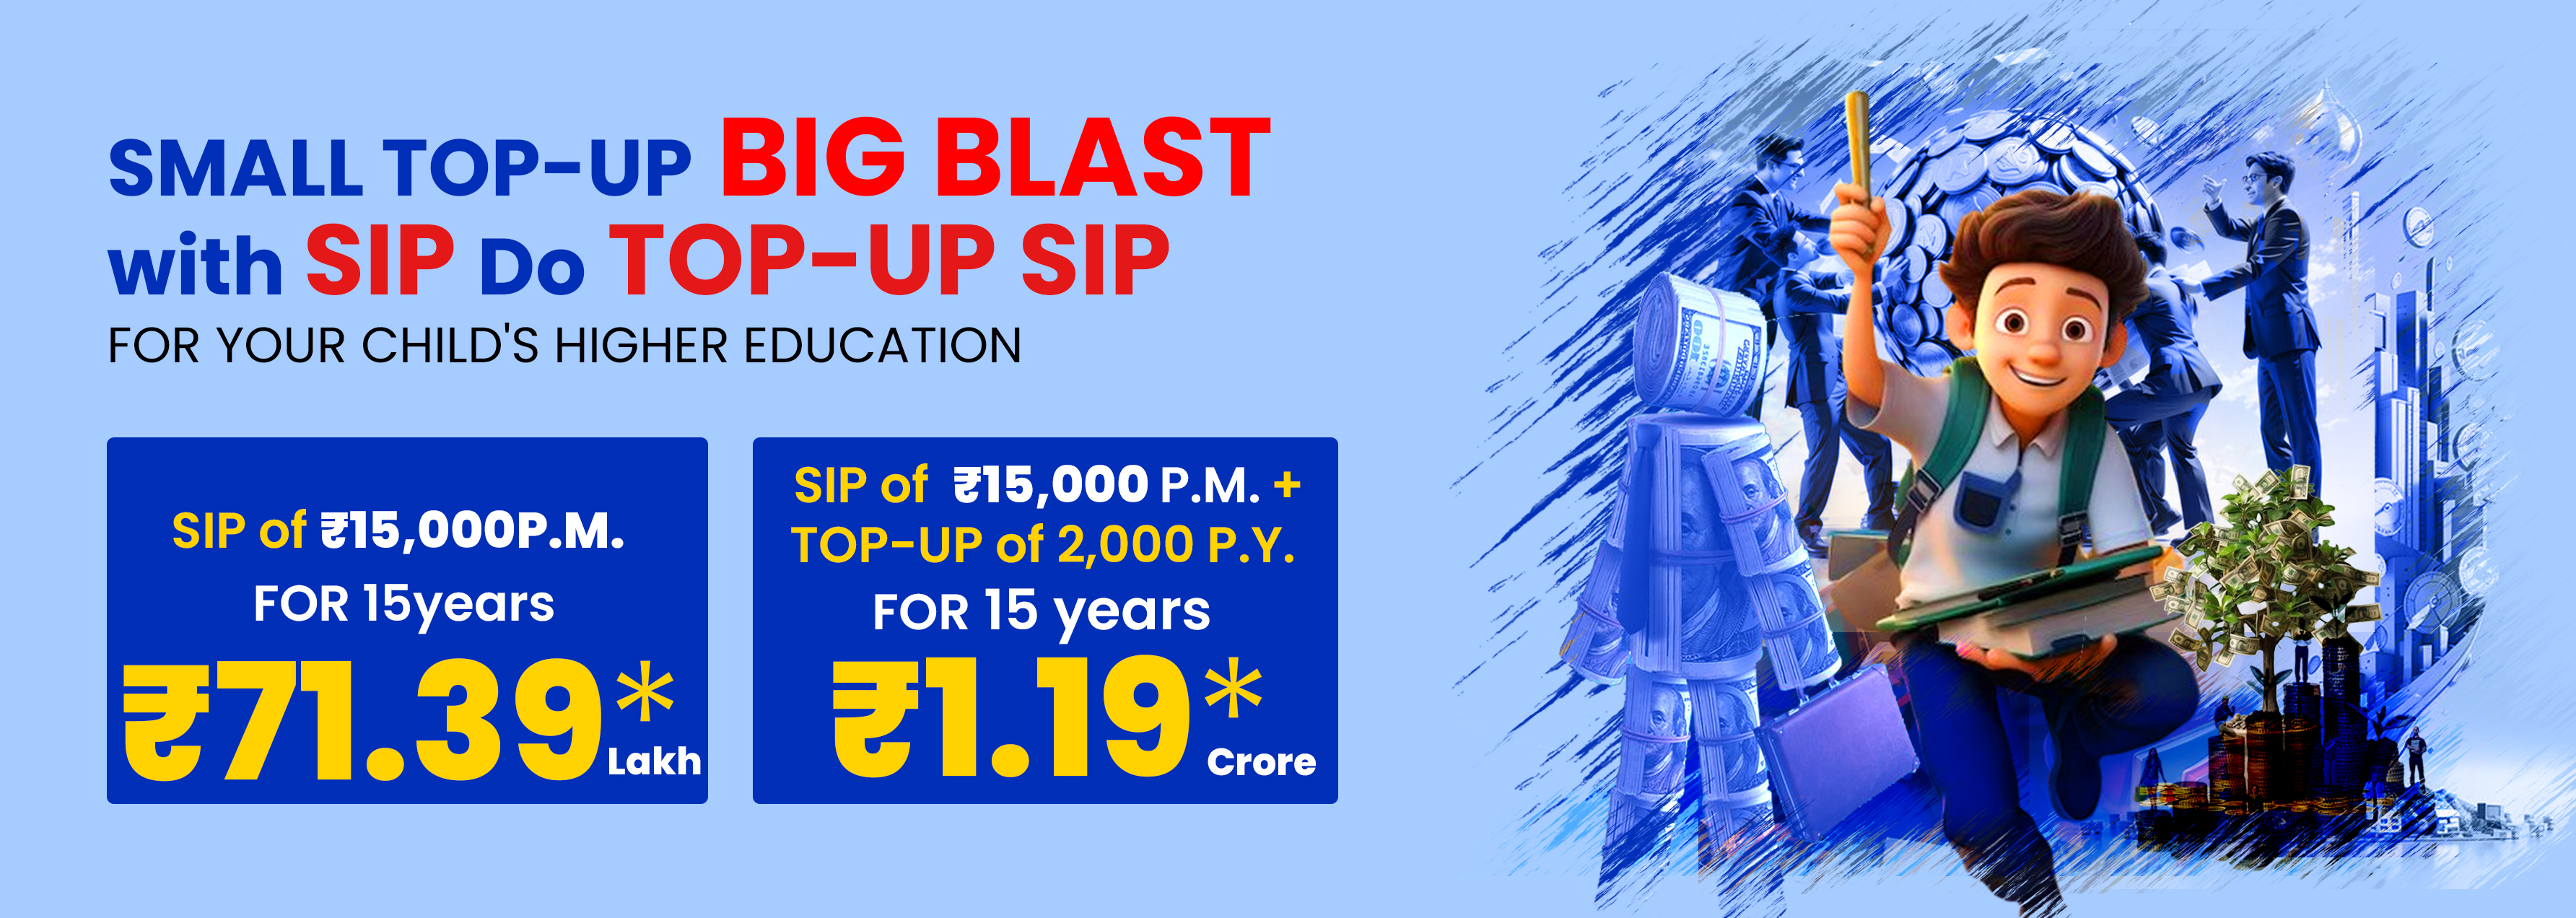 SMALL TOP-UP BIG BLAST
with SIP Do TOP-UP SIP
FOR YOUR CHILD'S HIGHER EDUCATION
SIP of ₹15,000P.M.
FOR 15years
₹71.39*
Lakh
SIP of ₹15,000 P.M. +
TOP-UP of 2,000 P.Y.
FOR 15 years
₹1.19*
Crore